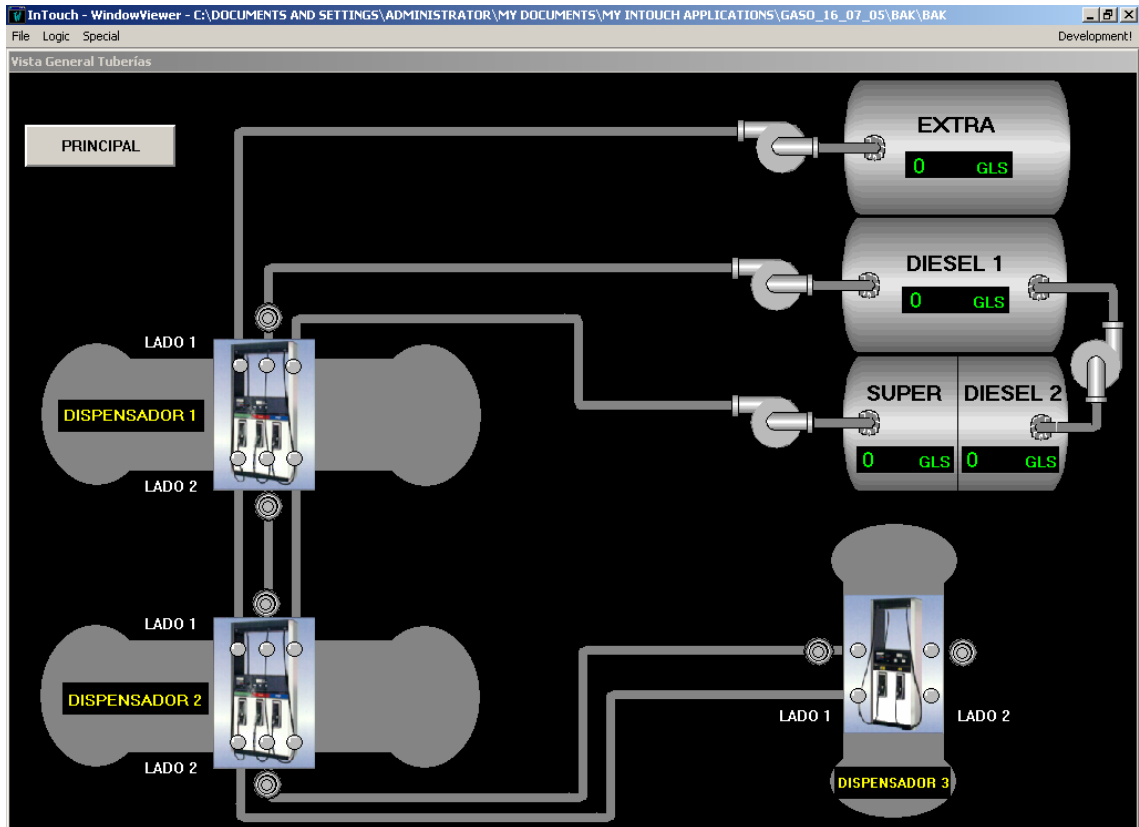 InTouch - WindowViewer - C:\DOCUMENTS AND SETTINGS\ADMINISTRATOR\MY DOCUMENTS\MY INTOUCH APPLICATIONS\GASO_16_07_05\BAK\BAK
File Logic Special Development!
Vista General Tuberías
PRINCIPAL
EXTRA
0 GLS
DIESEL 1
0 GLS
SUPER DIESEL 2
0 GLS 0 GLS
LADO 1
DISPENSADOR 1
LADO 2
LADO 1
DISPENSADOR 2
LADO 2
LADO 1 LADO 2
DISPENSADOR 3